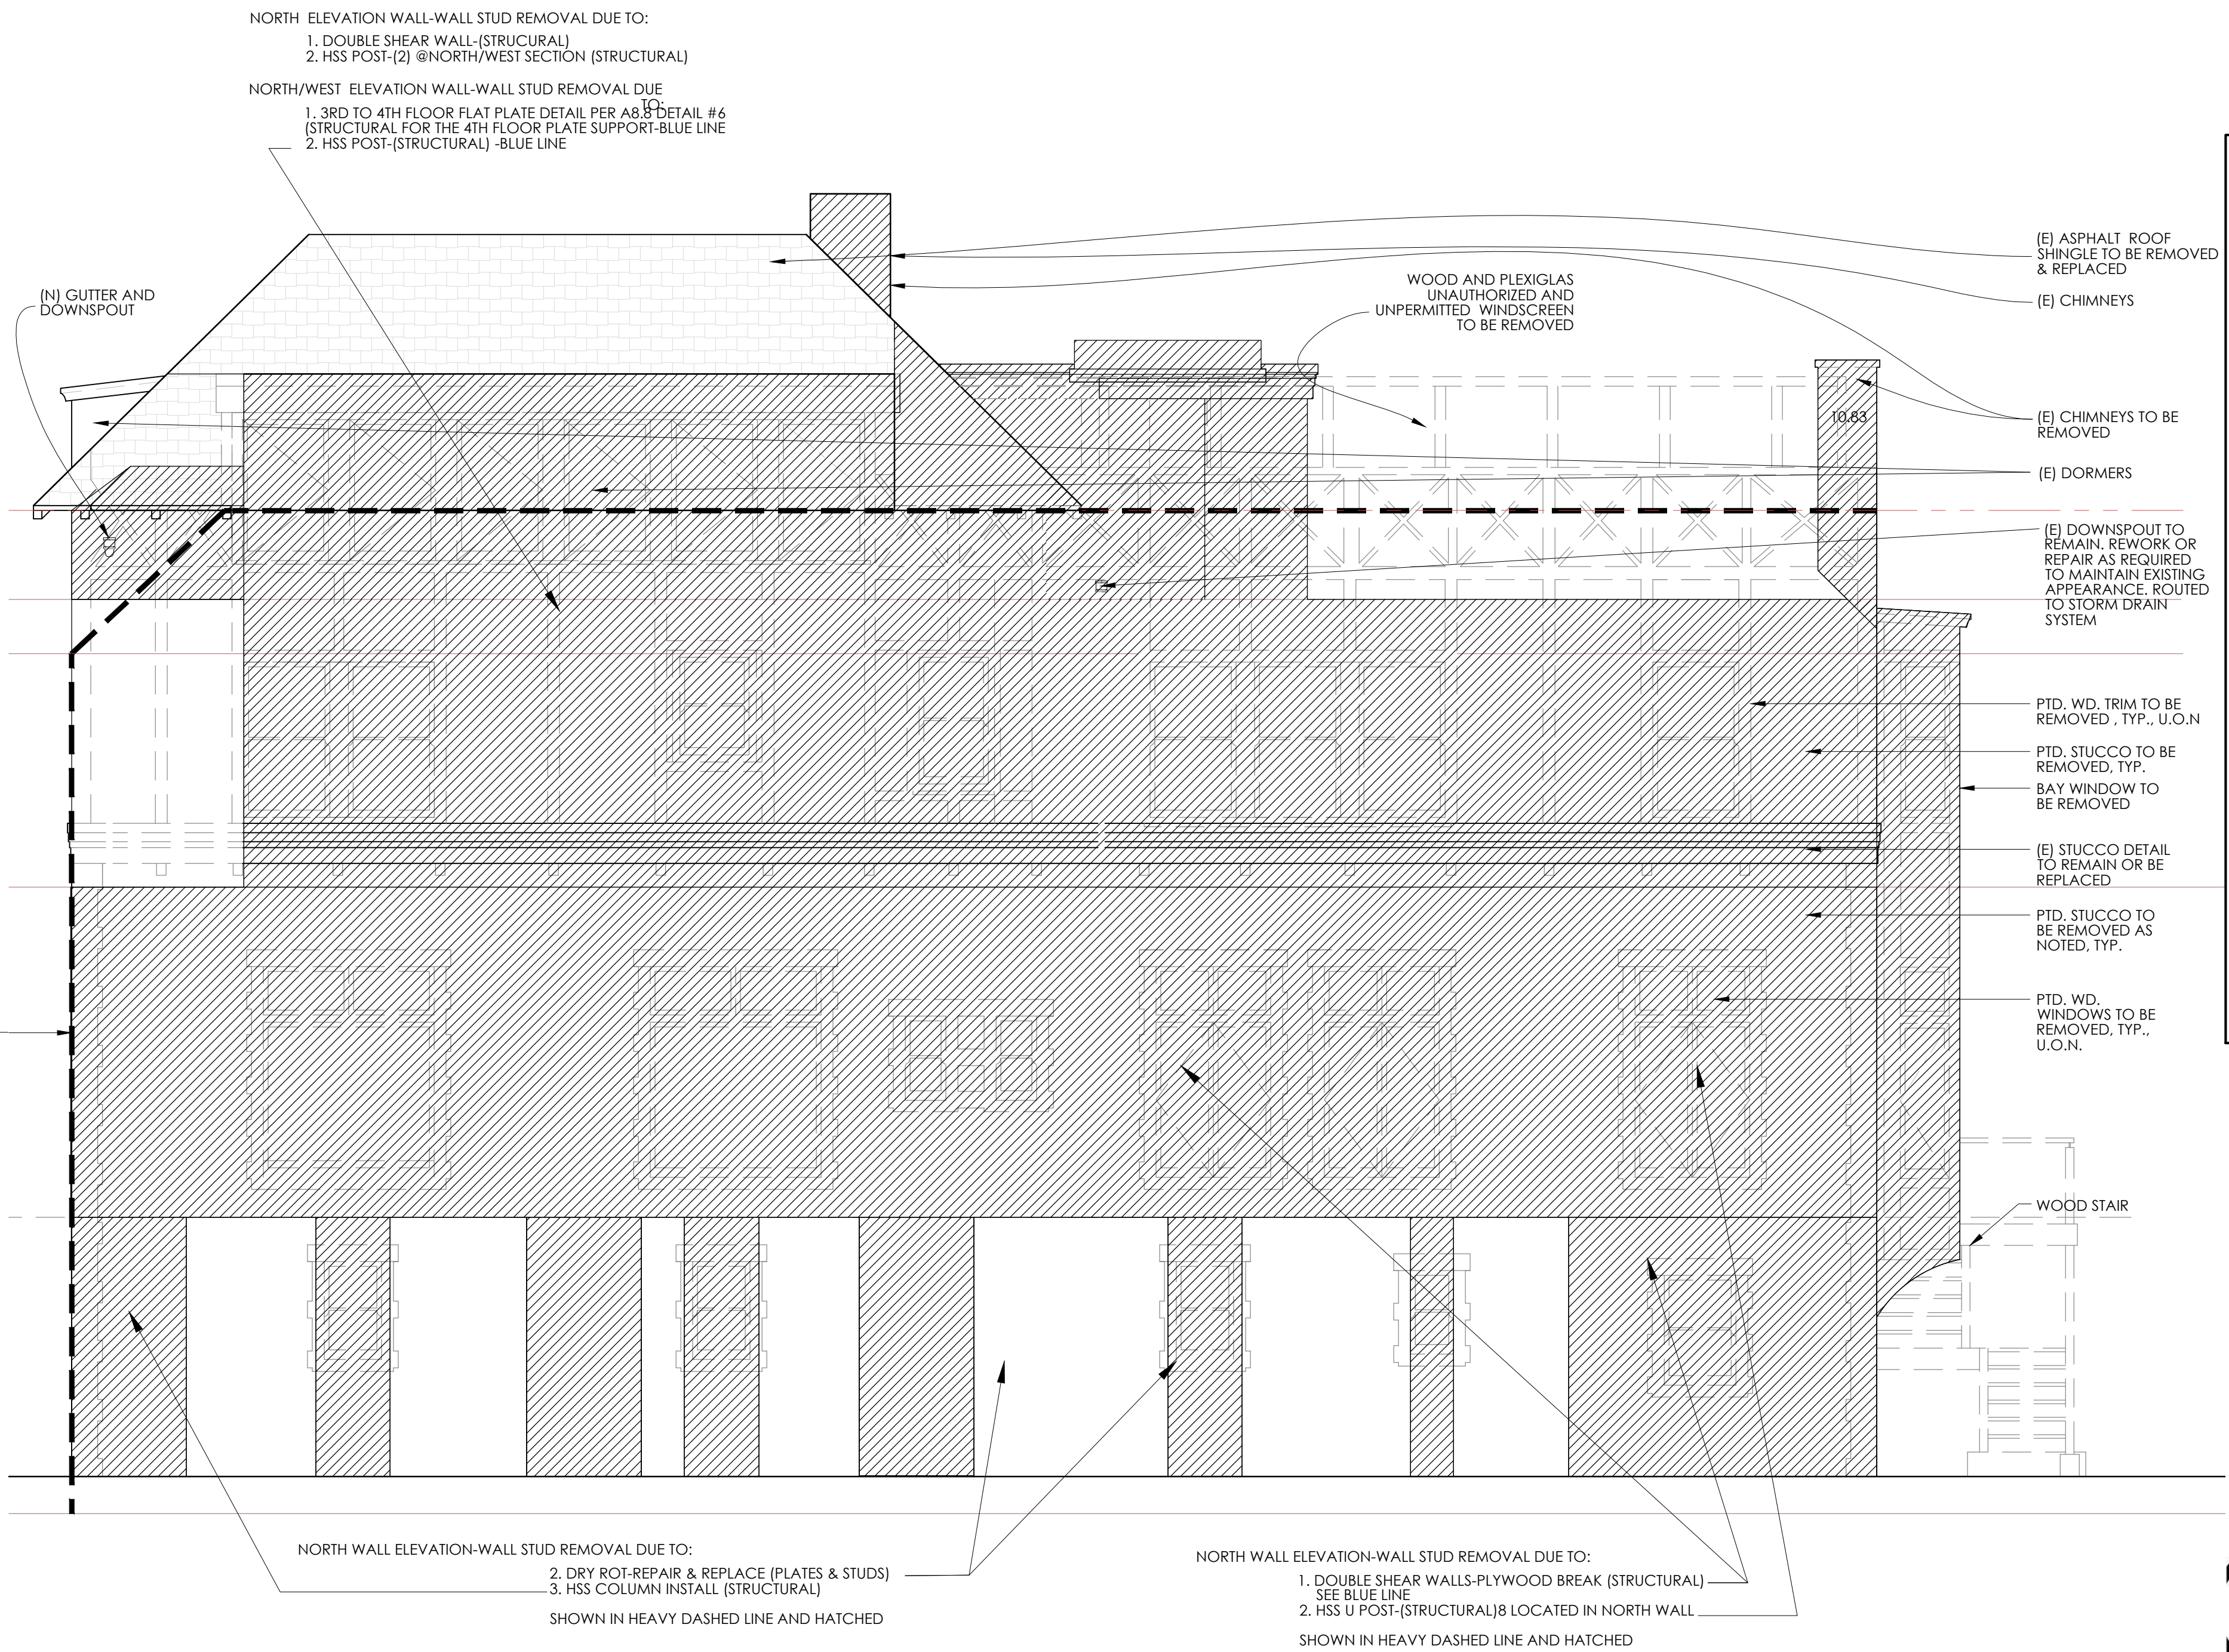 NORTH ELEVATION WALL-WALL STUD REMOVAL DUE TO:
1. DOUBLE SHEAR WALL-(STRUCURAL)
2. HSS POST-(2) @NORTH/WEST SECTION (STRUCTURAL)
NORTH/WEST ELEVATION WALL-WALL STUD REMOVAL DUE
TO:
1. 3RD TO 4TH FLOOR FLAT PLATE DETAIL PER A8.8 DETAIL #6
(STRUCTURAL FOR THE 4TH FLOOR PLATE SUPPORT-BLUE LINE
2. HSS POST-(STRUCTURAL) -BLUE LINE
(N) GUTTER AND
DOWNSPOUT
WOOD AND PLEXIGLAS
UNAUTHORIZED AND
UNPERMITTED WINDSCREEN
TO BE REMOVED
(E) ASPHALT ROOF
SHINGLE TO BE REMOVED
& REPLACED
(E) CHIMNEYS
10.83
(E) CHIMNEYS TO BE
REMOVED
(E) DORMERS
(E) DOWNSPOUT TO
REMAIN. REWORK OR
REPAIR AS REQUIRED
TO MAINTAIN EXISTING
APPEARANCE. ROUTED
TO STORM DRAIN
SYSTEM
PTD. WD. TRIM TO BE
REMOVED , TYP., U.O.N
PTD. STUCCO TO BE
REMOVED, TYP.
BAY WINDOW TO
BE REMOVED
(E) STUCCO DETAIL
TO REMAIN OR BE
REPLACED
PTD. STUCCO TO
BE REMOVED AS
NOTED, TYP.
PTD. WD.
WINDOWS TO BE
REMOVED, TYP.,
U.O.N.
WOOD STAIR
NORTH WALL ELEVATION-WALL STUD REMOVAL DUE TO:
2. DRY ROT-REPAIR & REPLACE (PLATES & STUDS)
3. HSS COLUMN INSTALL (STRUCTURAL)
SHOWN IN HEAVY DASHED LINE AND HATCHED
NORTH WALL ELEVATION-WALL STUD REMOVAL DUE TO:
1. DOUBLE SHEAR WALLS-PLYWOOD BREAK (STRUCTURAL)
SEE BLUE LINE
2. HSS U POST-(STRUCTURAL)8 LOCATED IN NORTH WALL
SHOWN IN HEAVY DASHED LINE AND HATCHED